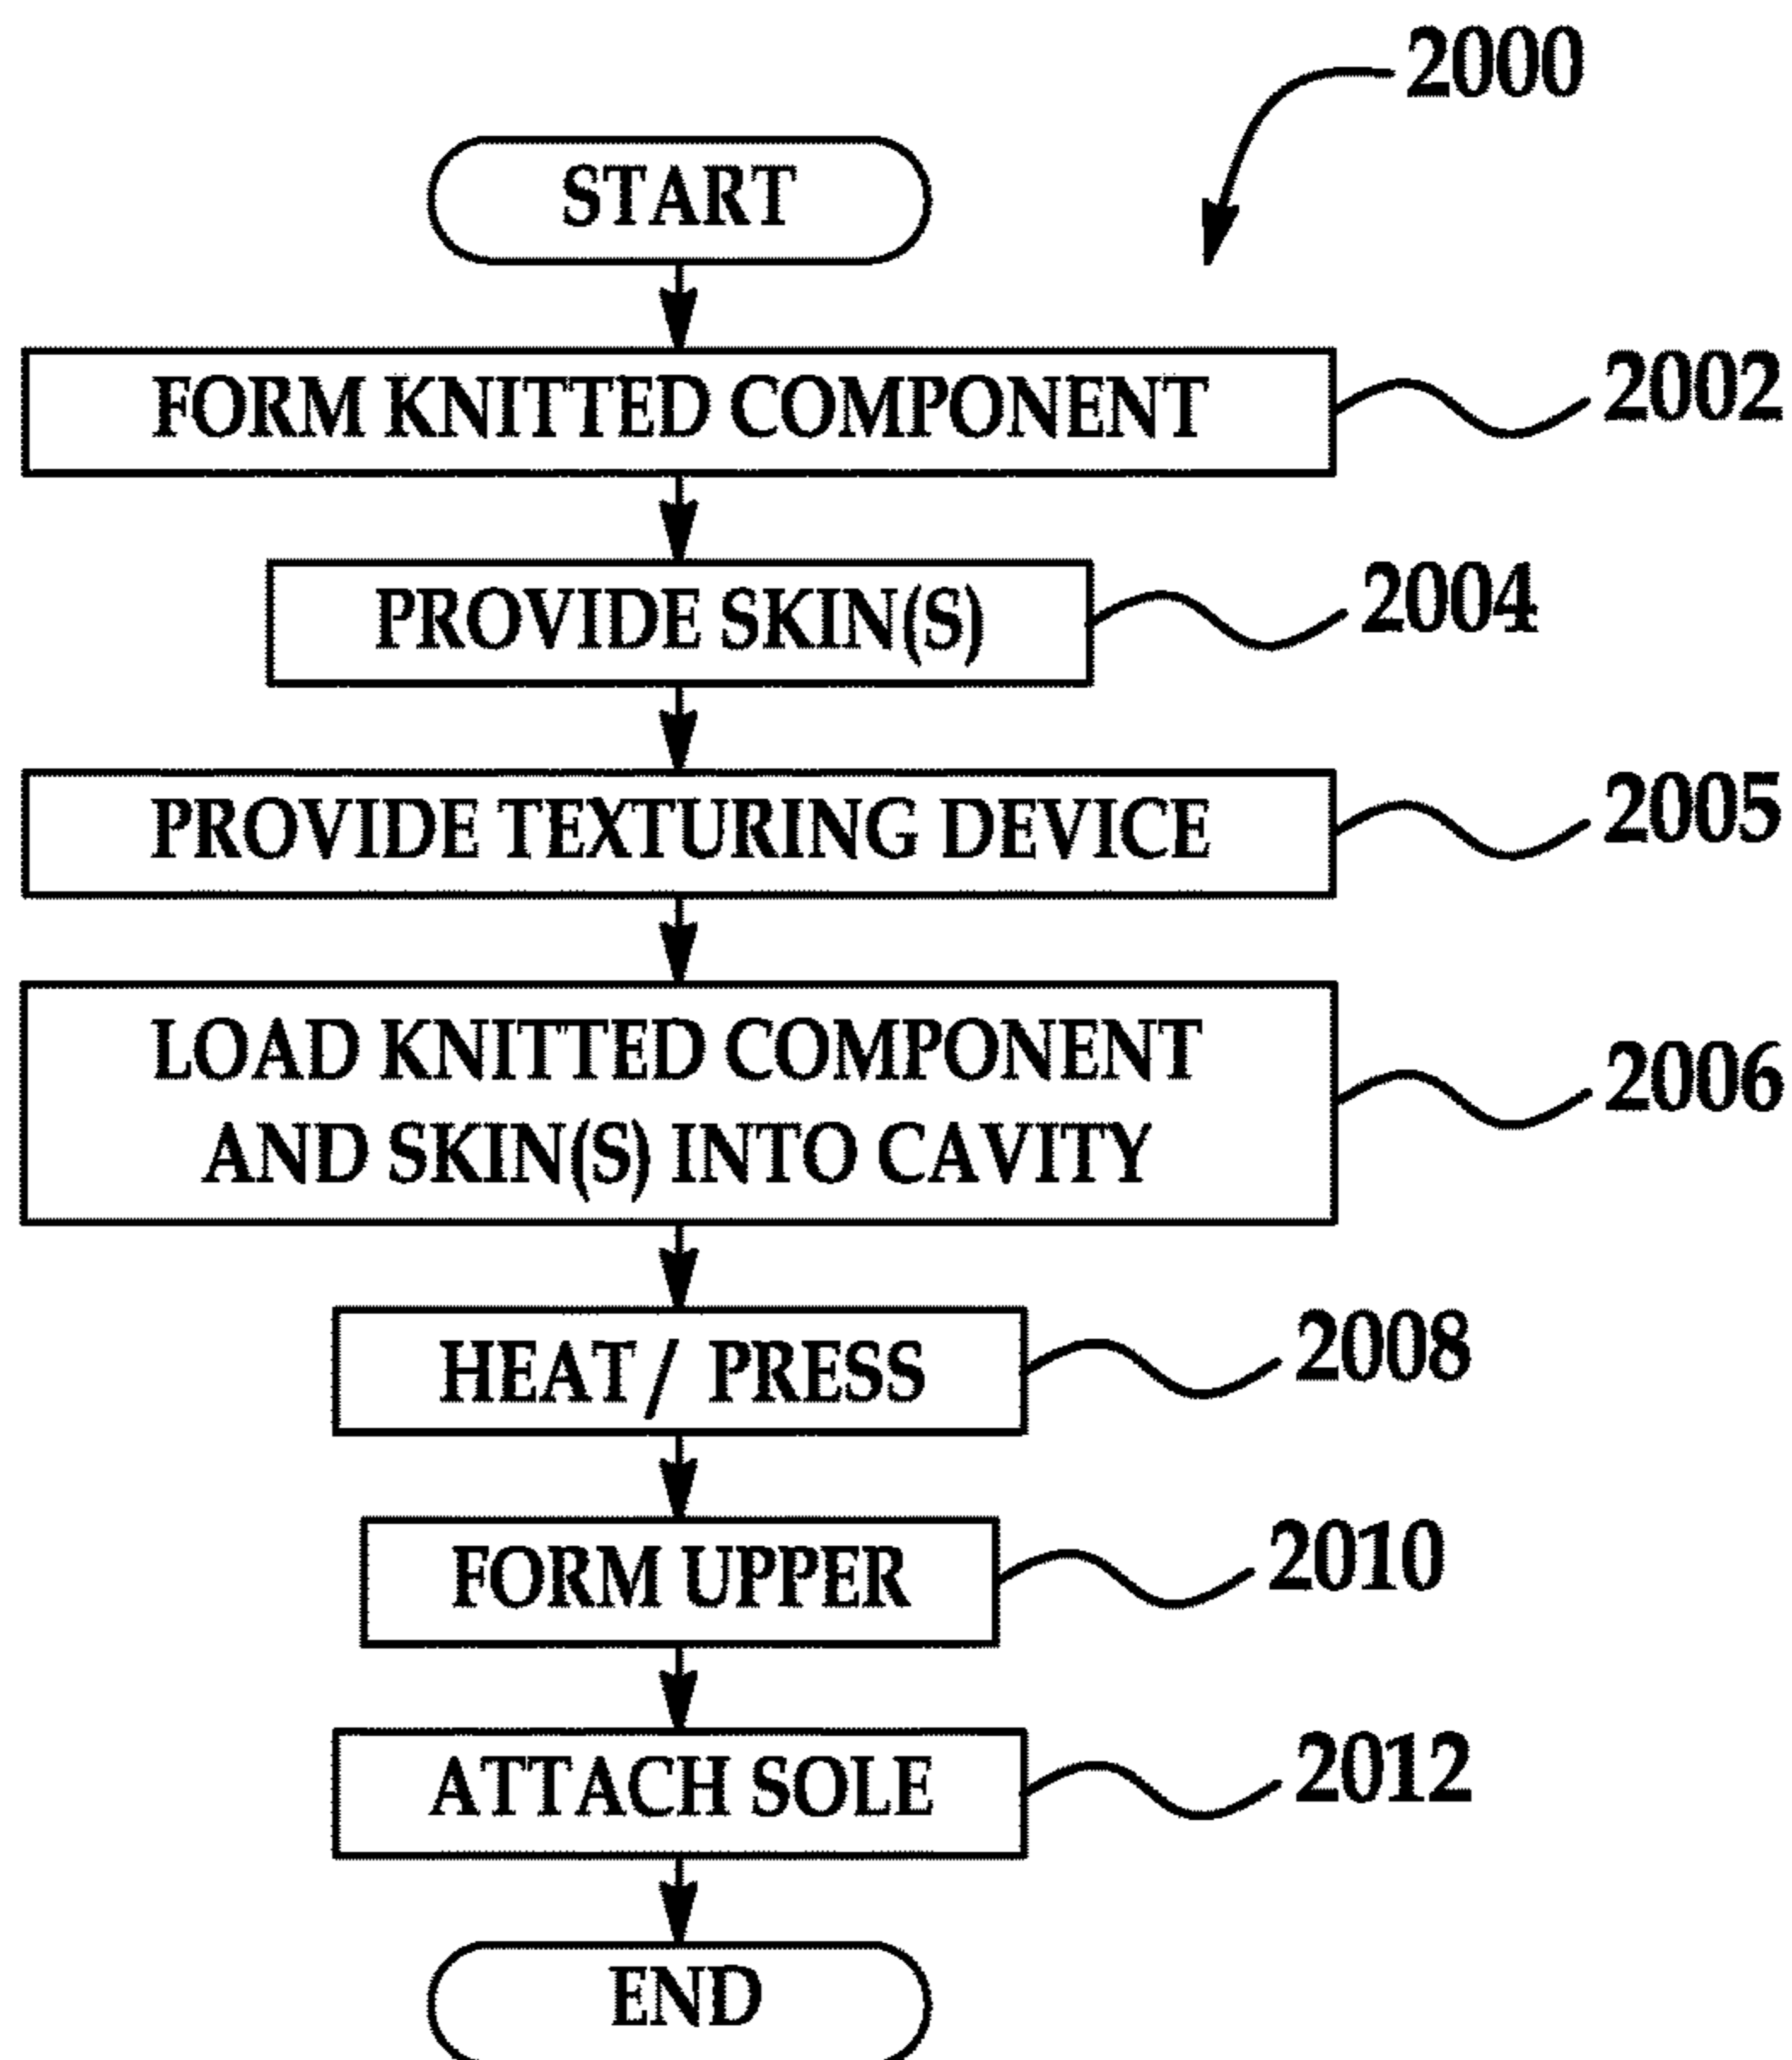 2000
START
FORM KNITTED COMPONENT
2002
PROVIDE SKIN(S)
2004
PROVIDE TEXTURING DEVICE
2005
LOAD KNITTED COMPONENT
AND SKIN(S) INTO CAVITY
2006
HEAT/ PRESS
2008
FORM UPPER
2010
ATTACH SOLE
2012
END